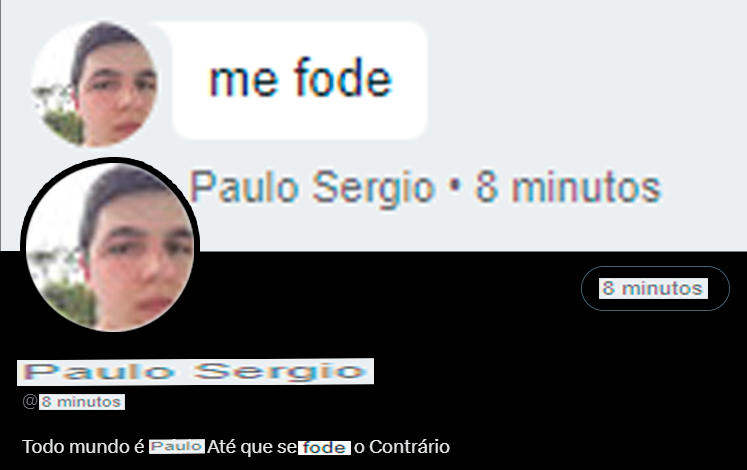 me fode
Paulo Sergio • 8 minutos
8 minutos
Paulo Sergio
@8 minutos
Todo mundo é Paulo Até que se fode o Contrário